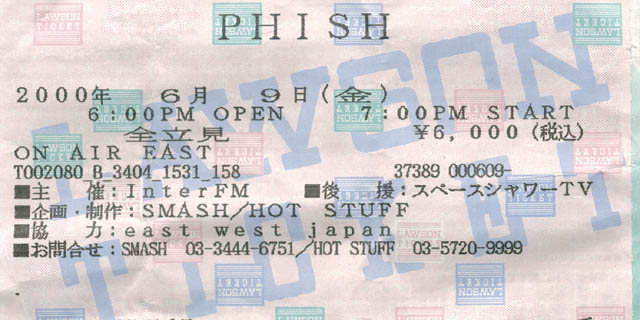 PHISH
2000年 6月 9日(金)
6:00PM OPEN 7:00PM START
全立見 ¥6,000(税込)
ON AIR EAST
T002080 B_3404_1531_158 37389 000609-
■主 催:InterFM ■後 援:スペースシャワーTV
■企画・制作:SMASH/HOT STUFF
■協 力:east west japan
■お問合せ:SMASH 03-3444-6751/HOT STUFF 03-5720-9999
LAWSON TICKET